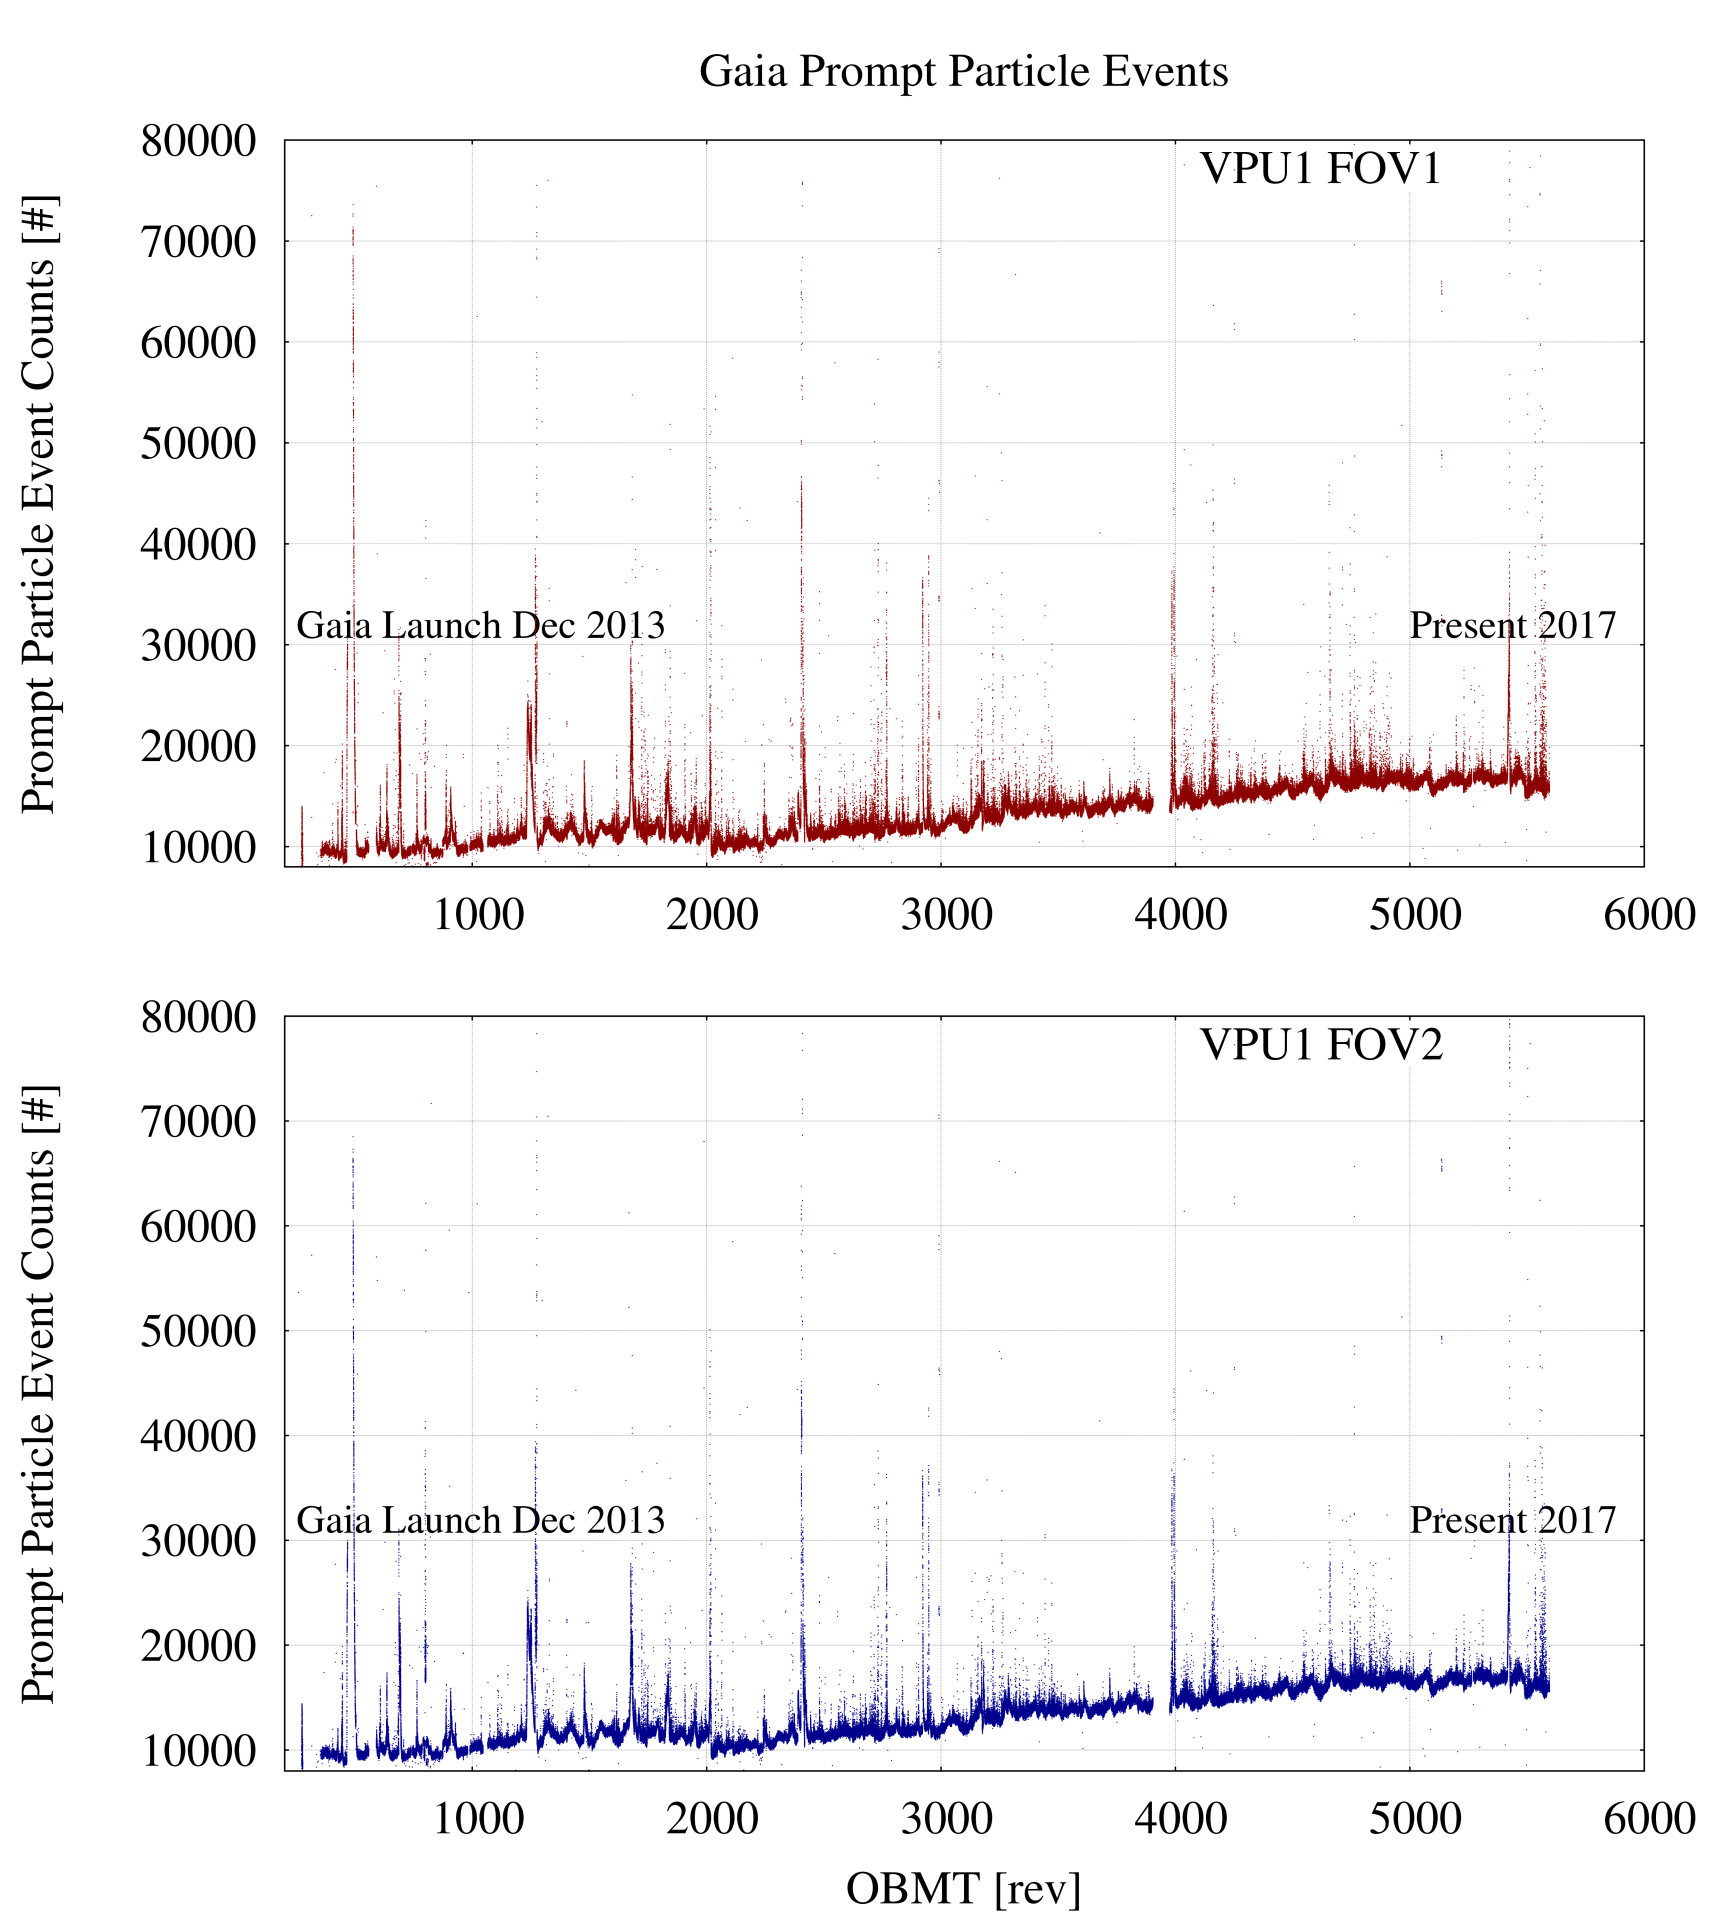 Gaia Prompt Particle Events
Prompt Particle Event Counts [#]
80000
70000
60000
50000
40000
30000
20000
10000
VPU1 FOV1
Gaia Launch Dec 2013
Present 2017
1000 2000 3000 4000 5000 6000
Prompt Particle Event Counts [#]
80000
70000
60000
50000
40000
30000
20000
10000
VPU1 FOV2
Gaia Launch Dec 2013
Present 2017
1000 2000 3000 4000 5000 6000
OBMT [rev]